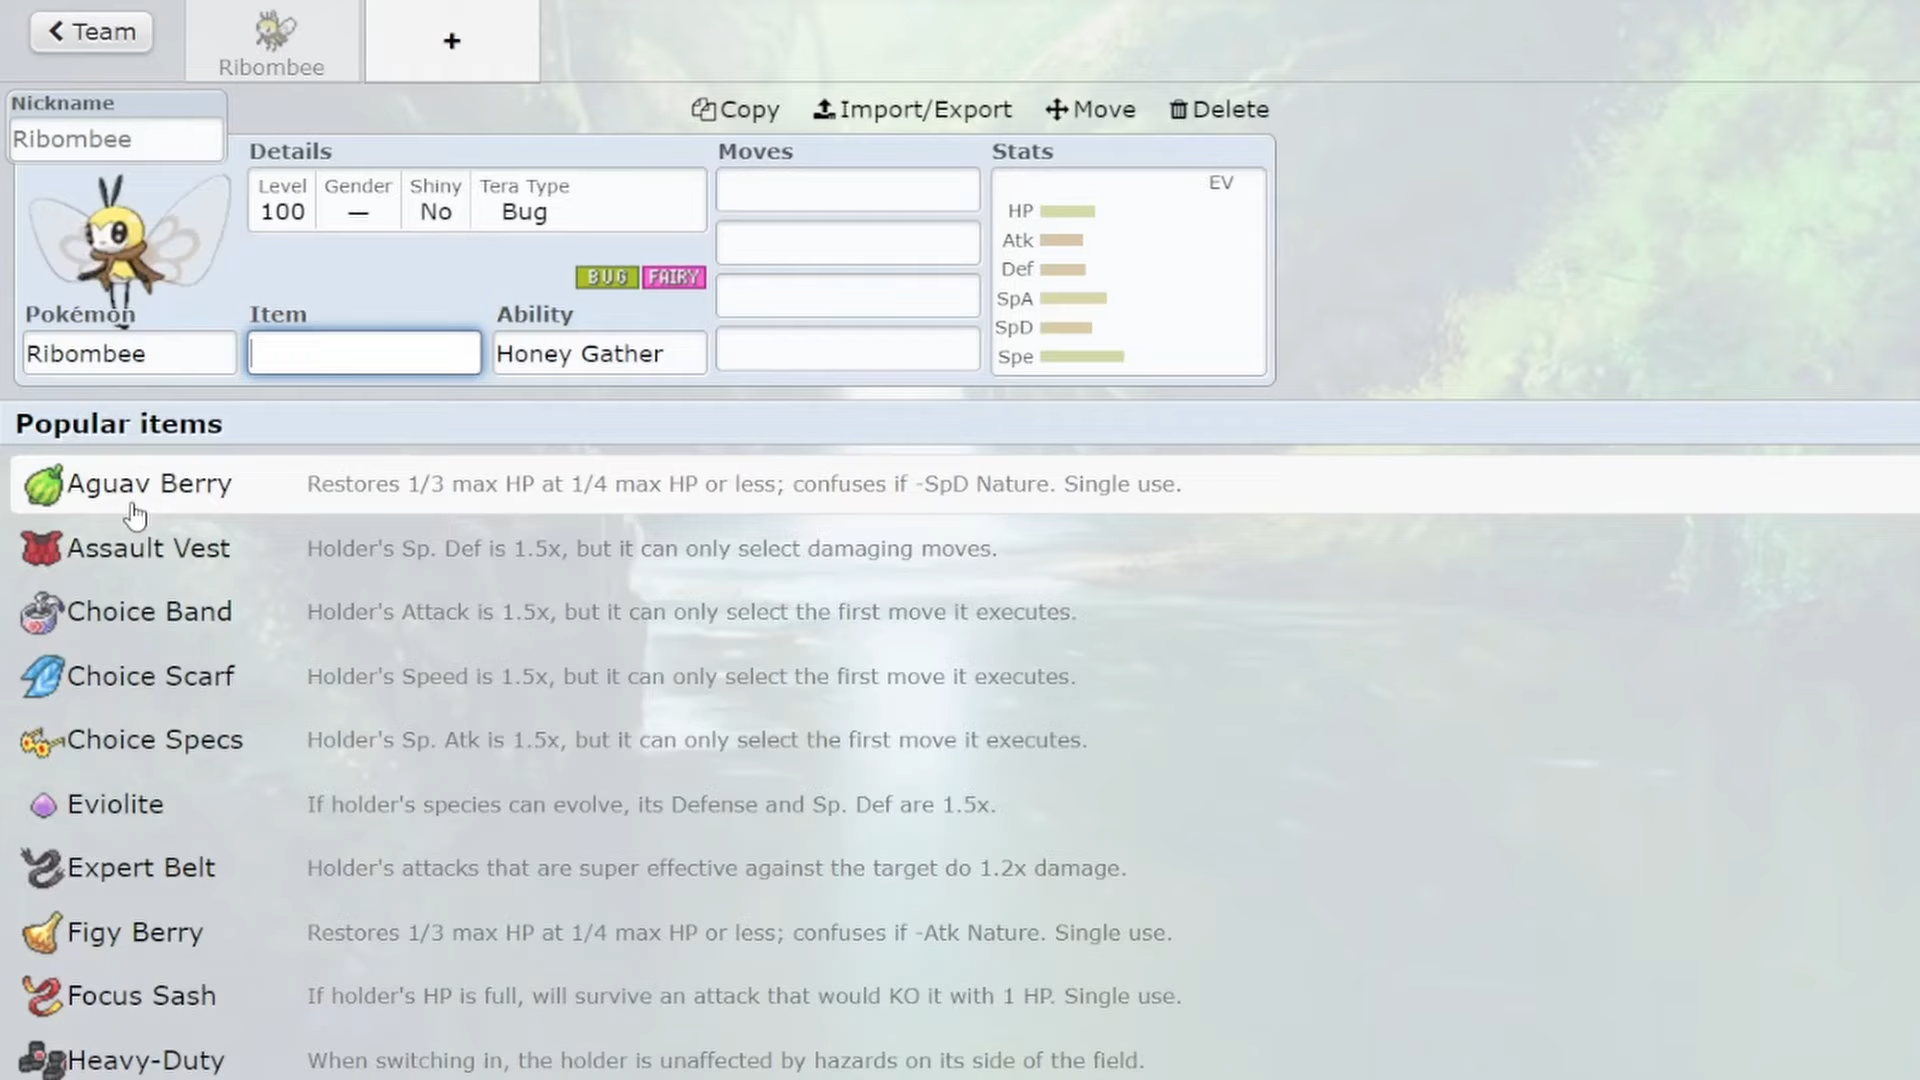 Team
Ribombee
+
Nickname
Ribombee
Copy
Import/Export
Move
Delete
Details
Moves
Stats
Level
Gender
Shiny
Tera Type
100
—
No
Bug
EV
HP
Atk
Def
SpA
SpD
Spe
BUG FAIRY
Pokémon
Item
Ability
Ribombee
Honey Gather
Popular items
Aguav Berry Restores 1/3 max HP at 1/4 max HP or less; confuses if -SpD Nature. Single use.
Assault Vest Holder's Sp. Def is 1.5x, but it can only select damaging moves.
Choice Band Holder's Attack is 1.5x, but it can only select the first move it executes.
Choice Scarf Holder's Speed is 1.5x, but it can only select the first move it executes.
Choice Specs Holder's Sp. Atk is 1.5x, but it can only select the first move it executes.
Eviolite If holder's species can evolve, its Defense and Sp. Def are 1.5x.
Expert Belt Holder's attacks that are super effective against the target do 1.2x damage.
Figy Berry Restores 1/3 max HP at 1/4 max HP or less; confuses if -Atk Nature. Single use.
Focus Sash If holder's HP is full, will survive an attack that would KO it with 1 HP. Single use.
Heavy-Duty When switching in, the holder is unaffected by hazards on its side of the field.